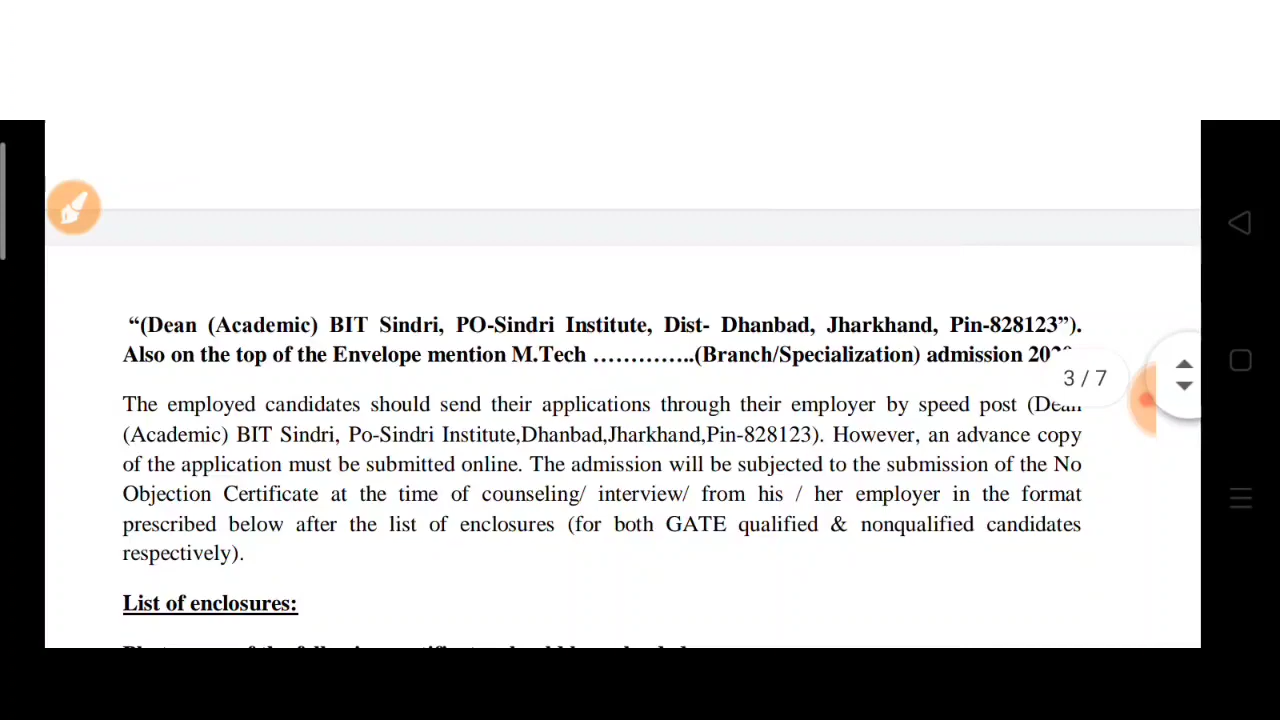 “(Dean (Academic) BIT Sindri, PO-Sindri Institute, Dist- Dhanbad, Jharkhand, Pin-828123”).
Also on the top of the Envelope mention M.Tech …………..(Branch/Specialization) admission
3 / 7
The employed candidates should send their applications through their employer by speed post (Dean
(Academic) BIT Sindri, Po-Sindri Institute,Dhanbad,Jharkhand,Pin-828123). However, an advance copy
of the application must be submitted online. The admission will be subjected to the submission of the No
Objection Certificate at the time of counseling/ interview/ from his / her employer in the format
prescribed below after the list of enclosures (for both GATE qualified & nonqualified candidates
respectively).
List of enclosures: